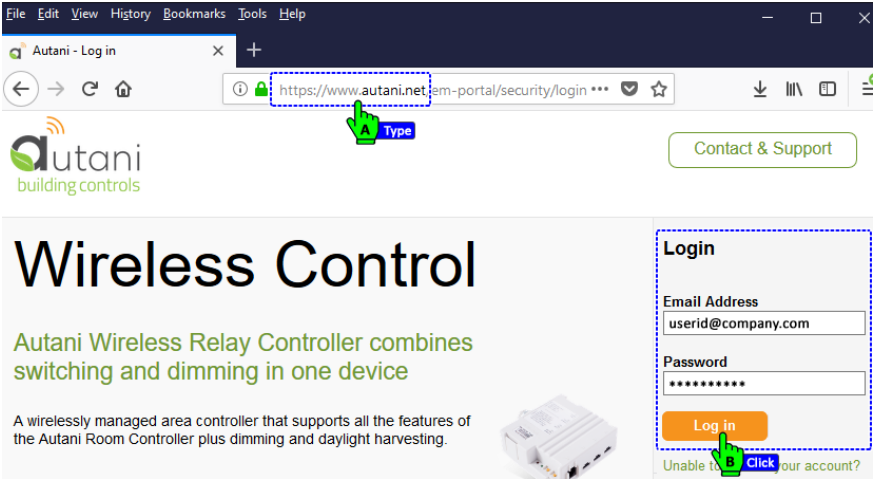 File Edit View History Bookmarks Tools Help
Autani - Log in
https://www.autani.net/em-portal/security/login
A Type
autani
building controls
Contact & Support
Wireless Control
Login
Email Address
userid@company.com
Autani Wireless Relay Controller combines
switching and dimming in one device
Password
**********
A wirelessly managed area controller that supports all the features of
the Autani Room Controller plus dimming and daylight harvesting.
Log in
B Click
Unable to your account?